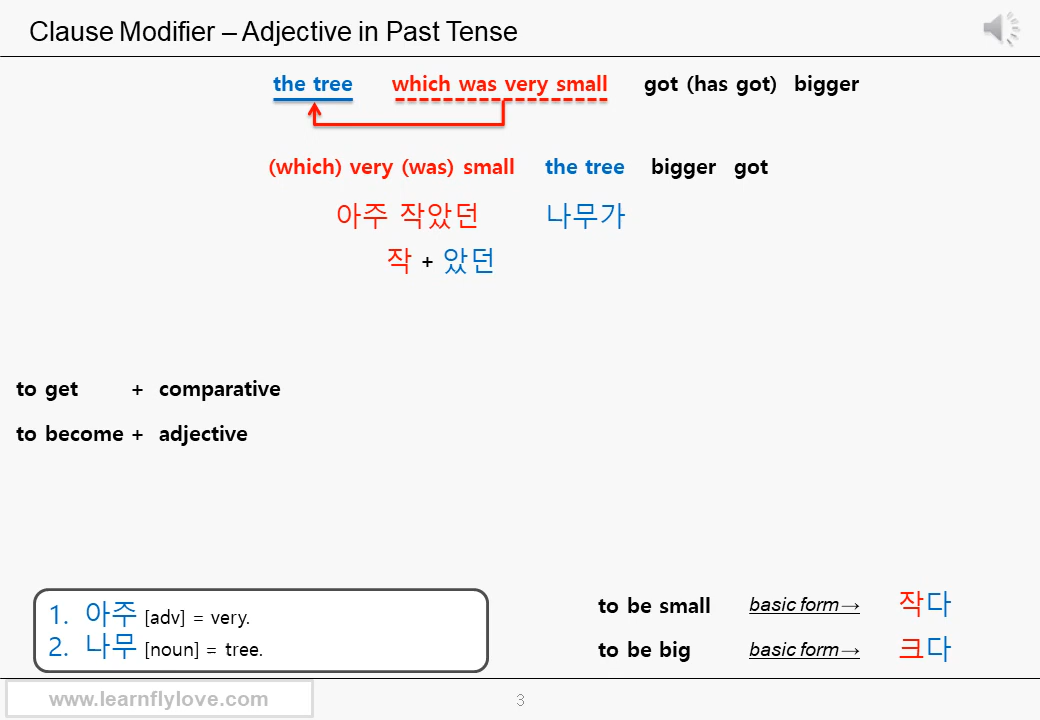 Clause Modifier – Adjective in Past Tense
the tree which was very small got (has got) bigger
(which) very (was) small the tree bigger got
아주 작았던 나무가
작 + 았던
to get + comparative
to become + adjective
1. 아주 [adv] = very.
2. 나무 [noun] = tree.
to be small basic form→ 작다
to be big basic form→ 크다
www.learnflylove.com
3